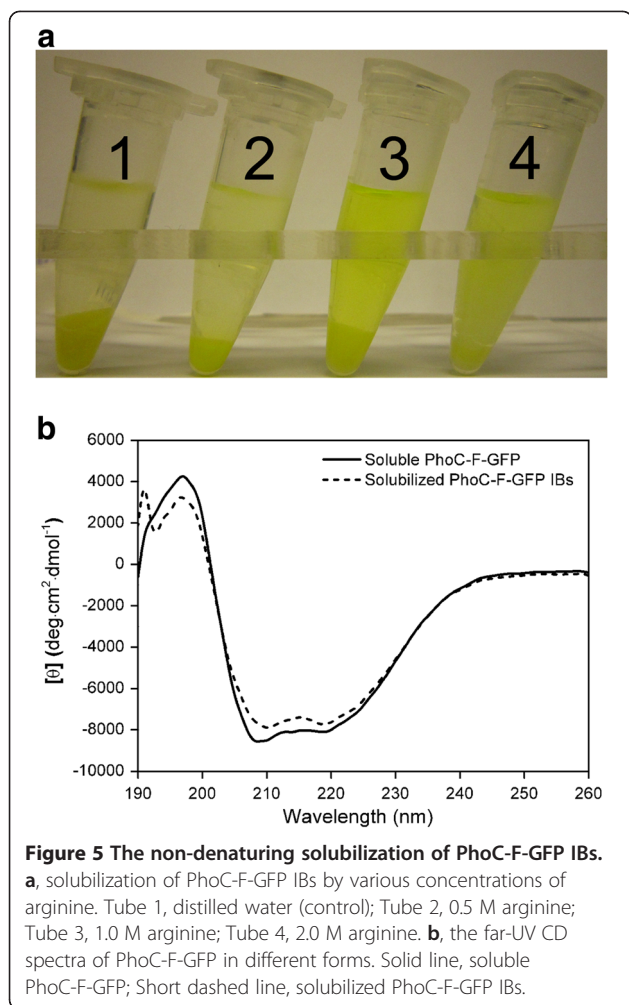 a
1 2 3 4
b
6000
4000
2000
0
-2000
-4000
-6000
-8000
-10000
[θ] (deg·cm²·dmol⁻¹)
Soluble PhoC-F-GFP
Solubilized PhoC-F-GFP IBs
190 200 210 220 230 240 250 260
Wavelength (nm)
Figure 5 The non-denaturing solubilization of PhoC-F-GFP IBs.
a, solubilization of PhoC-F-GFP IBs by various concentrations of
arginine. Tube 1, distilled water (control); Tube 2, 0.5 M arginine;
Tube 3, 1.0 M arginine; Tube 4, 2.0 M arginine. b, the far-UV CD
spectra of PhoC-F-GFP in different forms. Solid line, soluble
PhoC-F-GFP; Short dashed line, solubilized PhoC-F-GFP IBs.